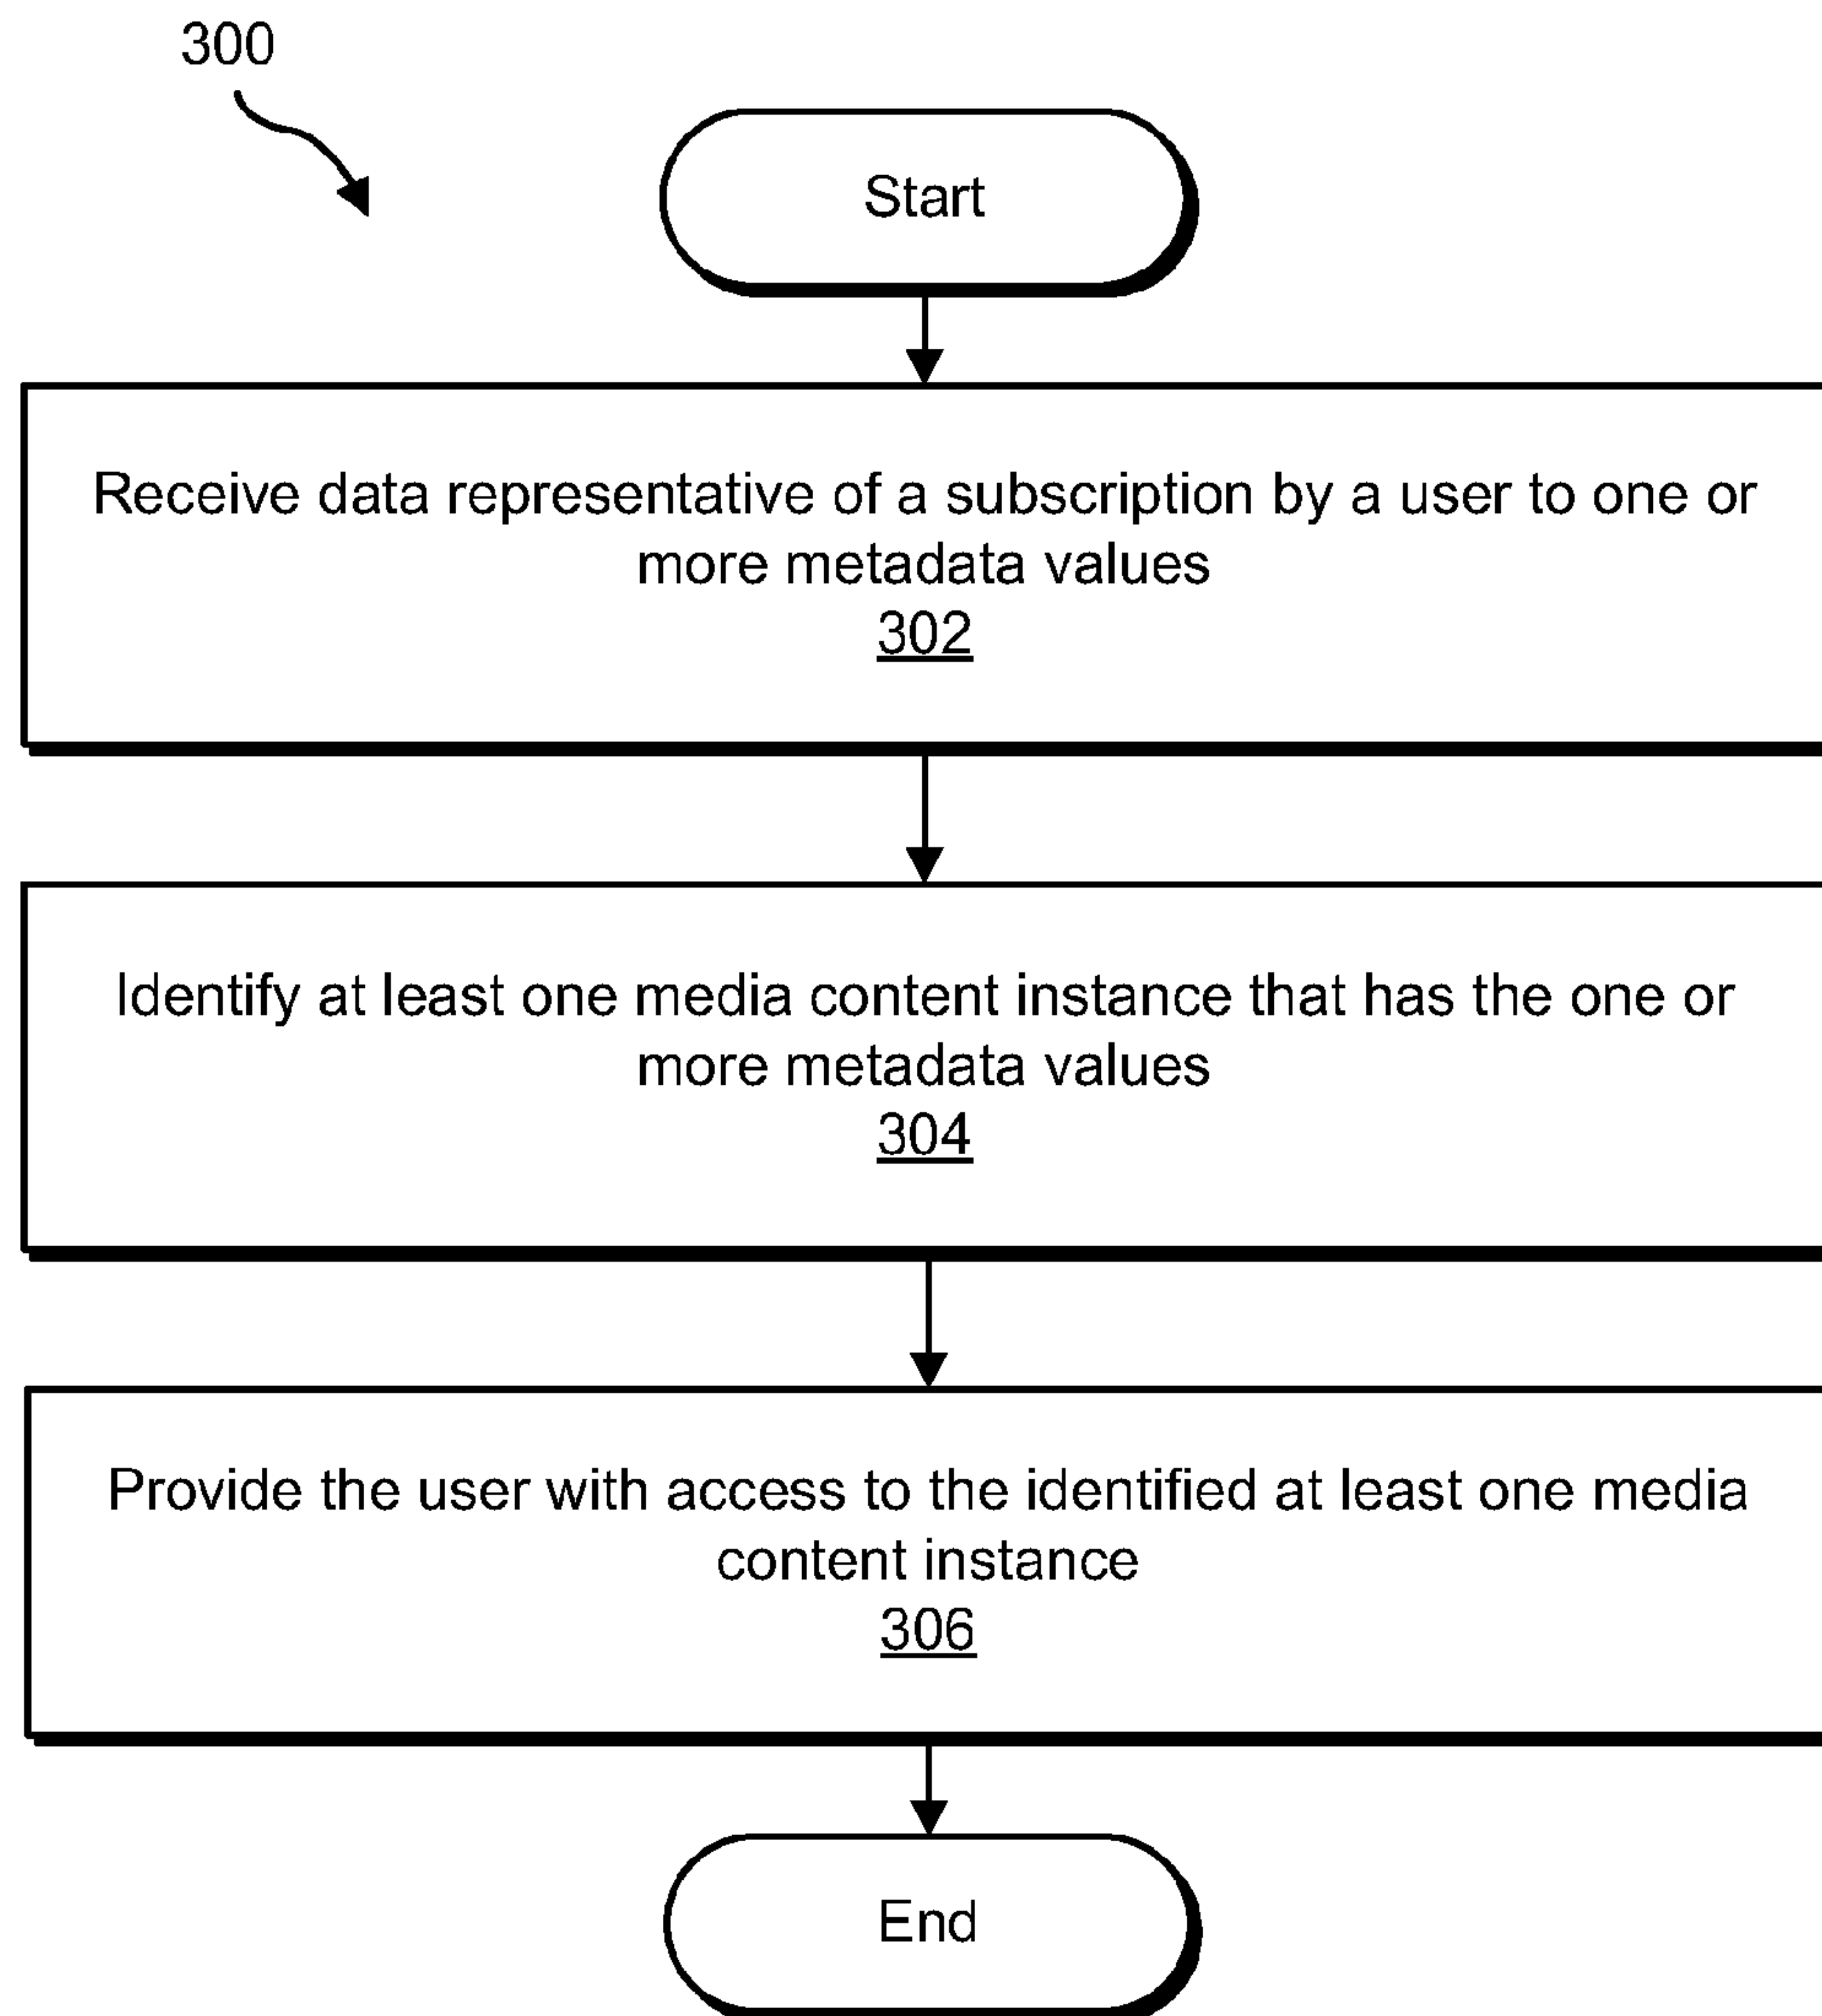 300
Start
Receive data representative of a subscription by a user to one or
more metadata values
302
Identify at least one media content instance that has the one or
more metadata values
304
Provide the user with access to the identified at least one media
content instance
306
End